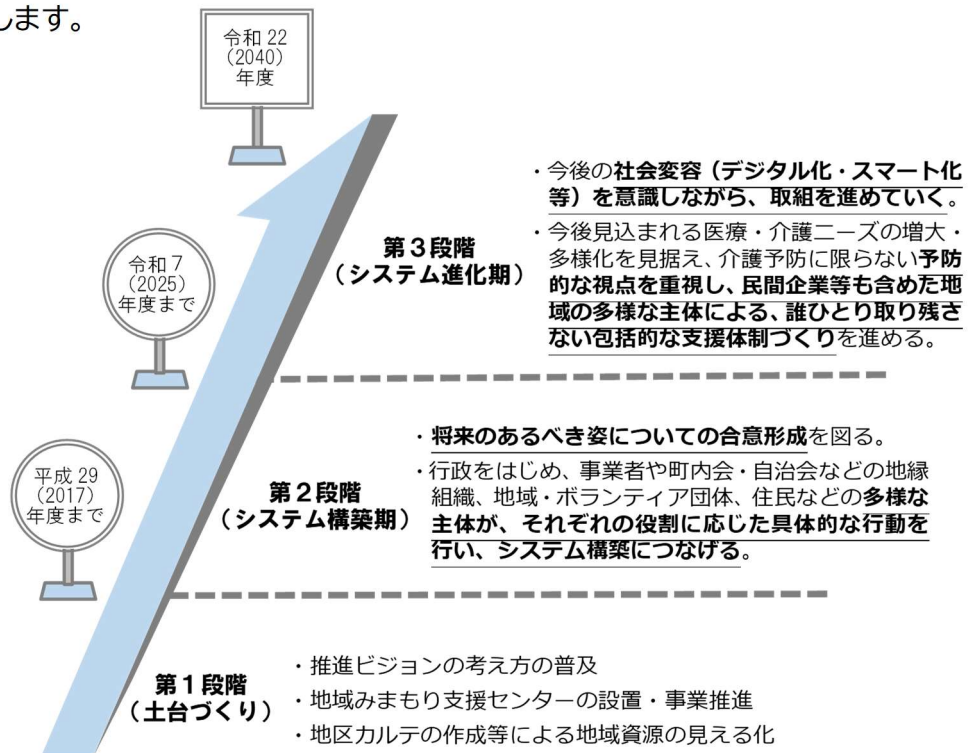 します。
令和 22
（2040）
年度
・今後の社会変容（デジタル化・スマート化
等）を意識しながら、取組を進めていく。
・今後見込まれる医療・介護ニーズの増大・
多様化を見据え、介護予防に限らない予防
的な視点を重視し、民間企業等も含めた地
域の多様な主体による、誰ひとり取り残さ
ない包括的な支援体制づくりを進める。
第３段階
（システム進化期）
令和 7
（2025）
年度まで
・将来のあるべき姿についての合意形成を図る。
・行政をはじめ、事業者や町内会・自治会などの地縁
組織、地域・ボランティア団体、住民などの多様な
主体が、それぞれの役割に応じた具体的な行動を
行い、システム構築につなげる。
第２段階
（システム構築期）
平成 29
（2017）
年度まで
第１段階
（土台づくり）
・推進ビジョンの考え方の普及
・地域みまもり支援センターの設置・事業推進
・地区カルテの作成等による地域資源の見える化